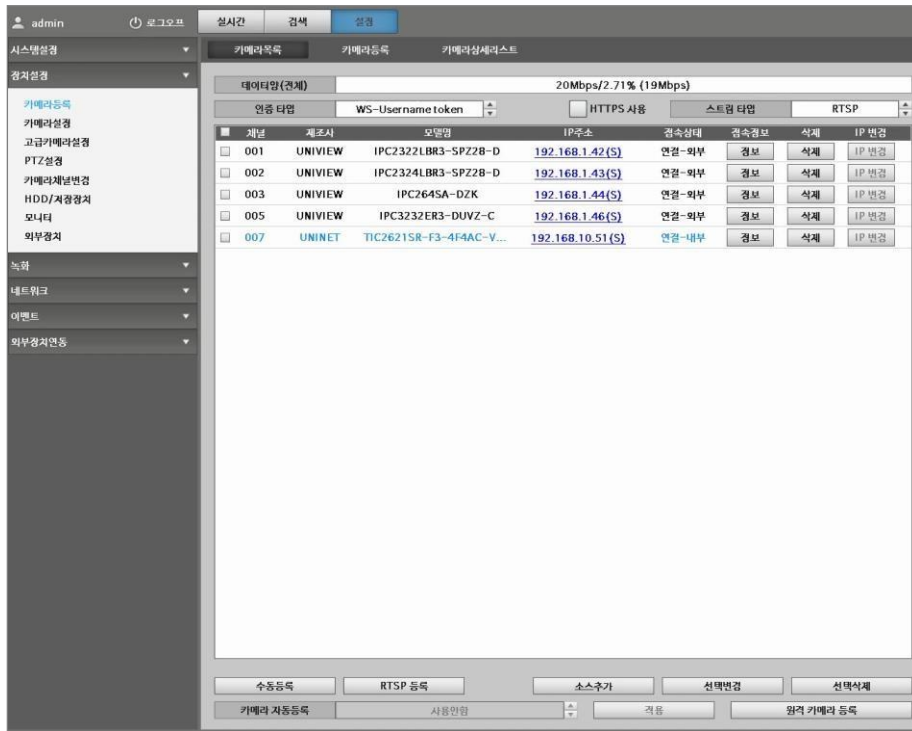 admin 로그오프 실시간 검색 설정
시스템설정
장치설정
카메라등록
카메라설정
고급카메라설정
PTZ설정
카메라채널변경
HDD/저장장치
모니터
외부장치
녹화
네트워크
이벤트
외부장치연동
카메라목록 카메라등록 카메라상세리스트
데이터양(전체) 20Mbps/2.71% (19Mbps)
인증 타입 WS-Username token HTTPS 사용 스트림 타입 RTSP
채널 제조사 모델명 IP주소 접속상태 접속정보 삭제 IP 변경
001 UNIVIEW IPC2322LBR3-SPZ28-D 192.168.1.42(S) 연결-외부 정보 삭제 IP 변경
002 UNIVIEW IPC2324LBR3-SPZ28-D 192.168.1.43(S) 연결-외부 정보 삭제 IP 변경
003 UNIVIEW IPC264SA-DZK 192.168.1.44(S) 연결-외부 정보 삭제 IP 변경
005 UNIVIEW IPC3232ER3-DUVZ-C 192.168.1.46(S) 연결-외부 정보 삭제 IP 변경
007 UNINET TIC2621SR-F3-4F4AC-V... 192.168.10.51(S) 연결-내부 정보 삭제 IP 변경
수동등록 RTSP 등록 소스추가 선택변경 선택삭제
카메라 자동등록 사용안함 적용 원격 카메라 등록